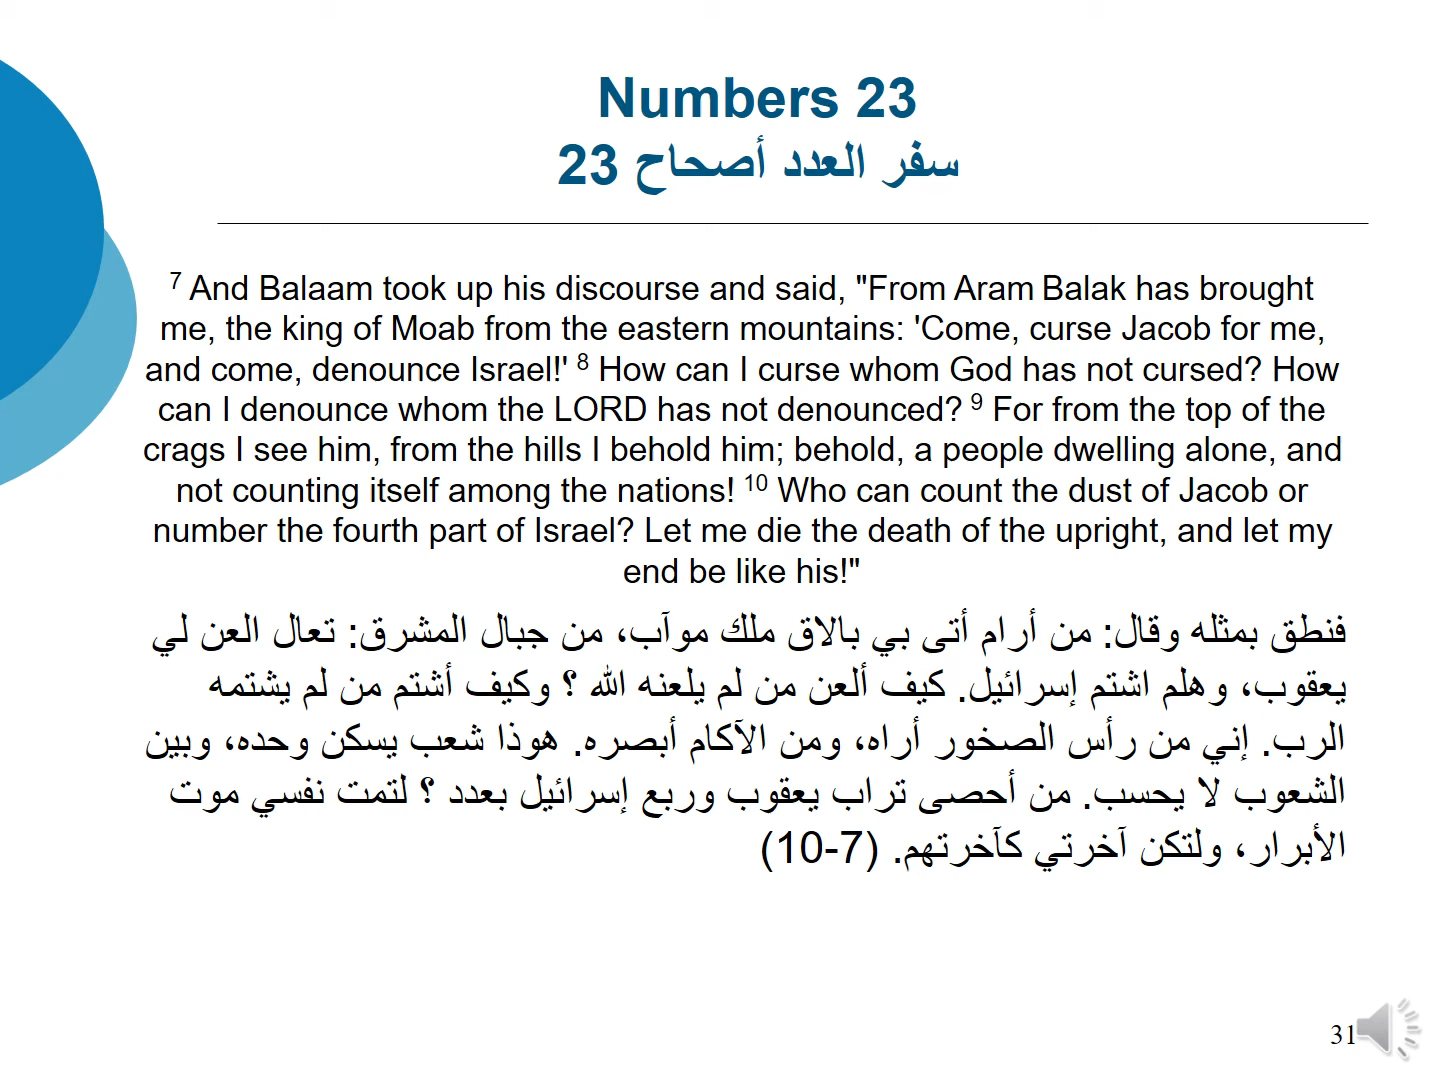 Numbers 23
سفر العدد أصحاح 23
7 And Balaam took up his discourse and said, "From Aram Balak has brought
me, the king of Moab from the eastern mountains: 'Come, curse Jacob for me,
and come, denounce Israel!' 8 How can I curse whom God has not cursed? How
can I denounce whom the LORD has not denounced? 9 For from the top of the
crags I see him, from the hills I behold him; behold, a people dwelling alone, and
not counting itself among the nations! 10 Who can count the dust of Jacob or
number the fourth part of Israel? Let me die the death of the upright, and let my
end be like his!"
فنطق بمثله وقال: من أرام أتى بي بالاق ملك موآب، من جبال المشرق: تعال العن لي
يعقوب، وهلم اشتم إسرائيل. كيف ألعن من لم يلعنه الله ؟ وكيف أشتم من لم يشتمه
الرب. إني من رأس الصخور أراه، ومن الآكام أبصره. هوذا شعب يسكن وحده، وبين
الشعوب لا يحسب. من أحصى تراب يعقوب وربع إسرائيل بعدد ؟ لتمت نفسي موت
الأبرار، ولتكن آخرتي كآخرتهم. (7-10)
31